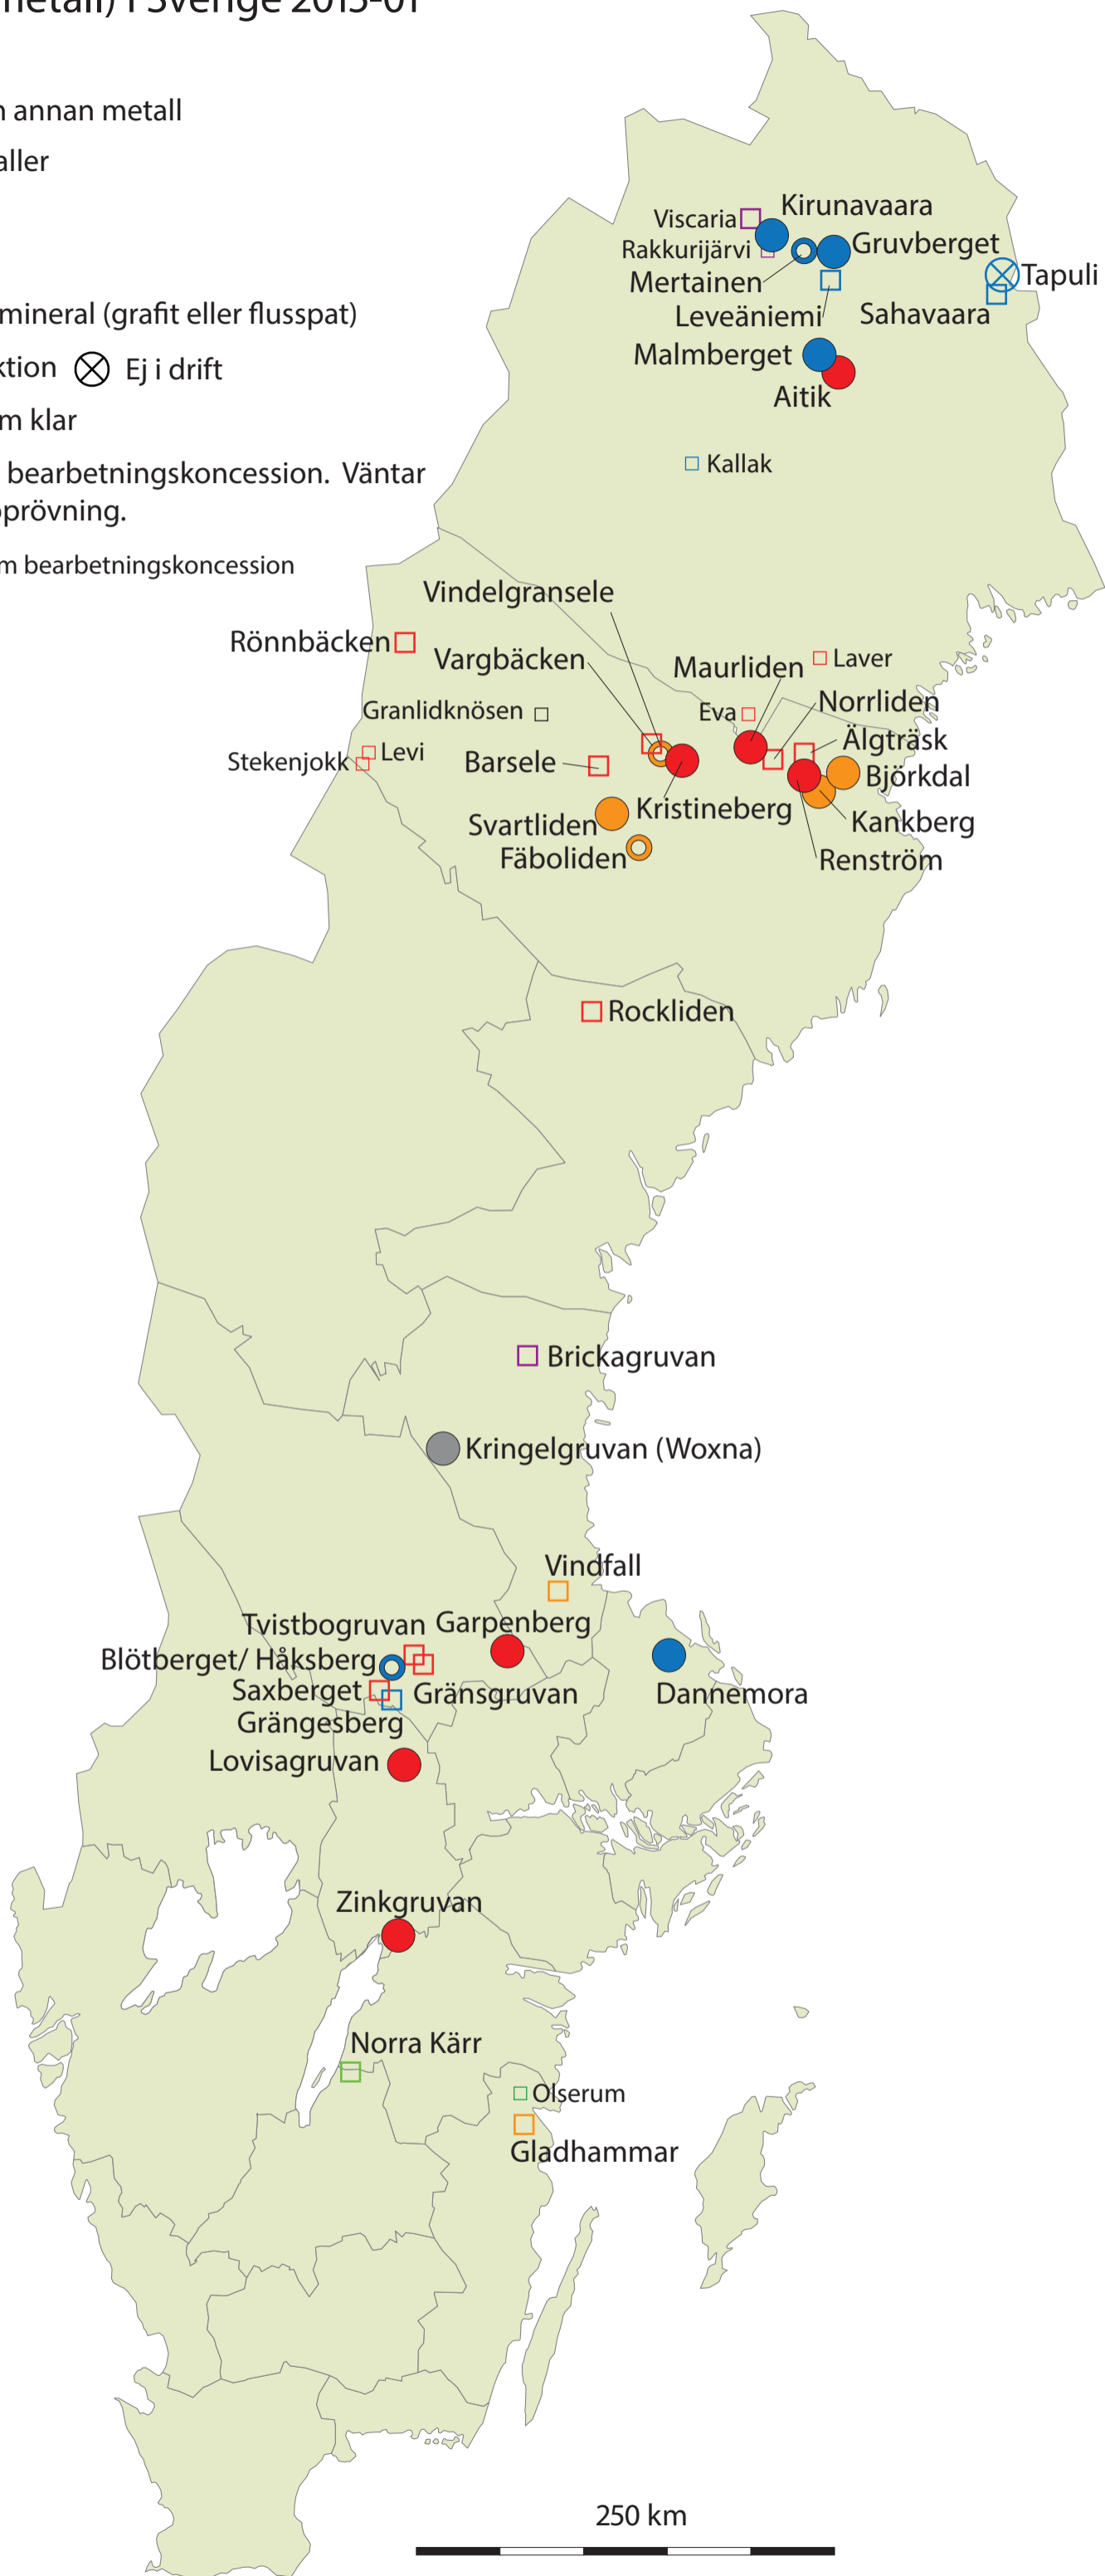 i Sverige 2015-01
annan metall
mineral (grafit eller flusspat)
Ej i drift
klar
bearbetningskoncession. Väntar
bearbetningskoncession
Kirunavaara
Viscaria
Rakkurijärvi
Gruvberget
Mertainen
Tapuli
Leveäniemi
Sahavaara
Malmberget
Aitik
Kallak
Vindelgransele
Rönnbäcken
Vargbäcken
Maurliden
Laver
Granlidknösen
Eva
Norrliden
Stekenjokk
Levi
Barsele
Älgträsk
Björkdal
Svartliden
Kristineberg
Kankberg
Fäboliden
Renström
Rockliden
Brickagruvan
Kringelgruvan (Woxna)
Vindfall
Tvistbogruvan
Garpenberg
Blötberget/ Håksberg
Saxberget
Gränsgruvan
Dannemora
Grängesberg
Lovisagruvan
Zinkgruvan
Norra Kärr
Olserum
Gladhammar
250 km